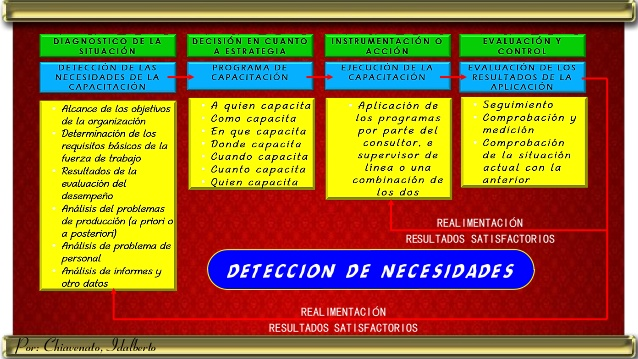 DIAGNOSTICO DE LA
SITUACIÓN
DETECCIÓN DE LAS
NECESIDADES DE LA
CAPACITACIÓN
Alcance de los objetivos
de la organización
Determinación de los
requisitos básicos de la
fuerza de trabajo
Resultados de la
evaluación del
desempeño
Análisis del problemas
de producción (a priori o
a posteriori)
Análisis de problema de
personal
Análisis de informes y
otro datos
DECISIÓN EN CUANTO
A ESTRATEGIA
PROGRAMA DE
CAPACITACIÓN
A quien capacita
Como capacita
En que capacita
Donde capacita
Cuando capacita
Cuanto capacita
Quien capacita
INSTRUMENTACIÓN O
ACCIÓN
EJECUCIÓN DE LA
CAPACITACIÓN
Aplicación de
los programas
por parte del
consultor, e
supervisor de
línea o una
combinación de
los dos
EVALUACIÓN Y
CONTROL
EVALUACIÓN DE LOS
RESULTADOS DE LA
APLICACIÓN
Seguimiento
Comprobación y
medición
Comprobación
de la situación
actual con la
anterior
REALIMENTACIÓN
RESULTADOS SATISFACTORIOS
DETECCION DE NECESIDADES
REALIMENTACIÓN
RESULTADOS SATISFACTORIOS
Por: Chiavenato, Idalberto